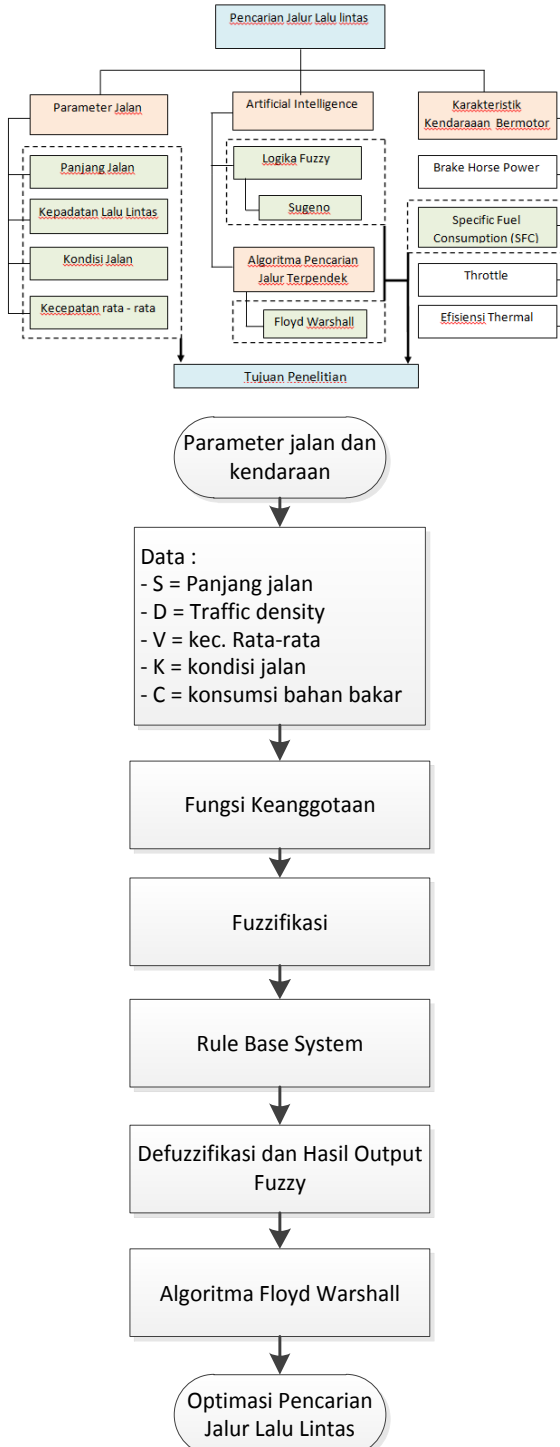 Pencarian Jalur Lalu lintas
Parameter Jalan
Panjang Jalan
Kepadatan Lalu Lintas
Kondisi Jalan
Kecepatan rata - rata
Artificial Intelligence
Logika Fuzzy
Sugeno
Algoritma Pencarian
Jalur Terpendek
Floyd Warshall
Karakteristik
Kendaraaan Bermotor
Brake Horse Power
Specific Fuel
Consumption (SFC)
Throttle
Efisiensi Thermal
Tujuan Penelitian
Parameter jalan dan
kendaraan
Data :
- S = Panjang jalan
- D = Traffic density
- V = kec. Rata-rata
- K = kondisi jalan
- C = konsumsi bahan bakar
Fungsi Keanggotaan
Fuzzifikasi
Rule Base System
Defuzzifikasi dan Hasil Output
Fuzzy
Algoritma Floyd Warshall
Optimasi Pencarian
Jalur Lalu Lintas